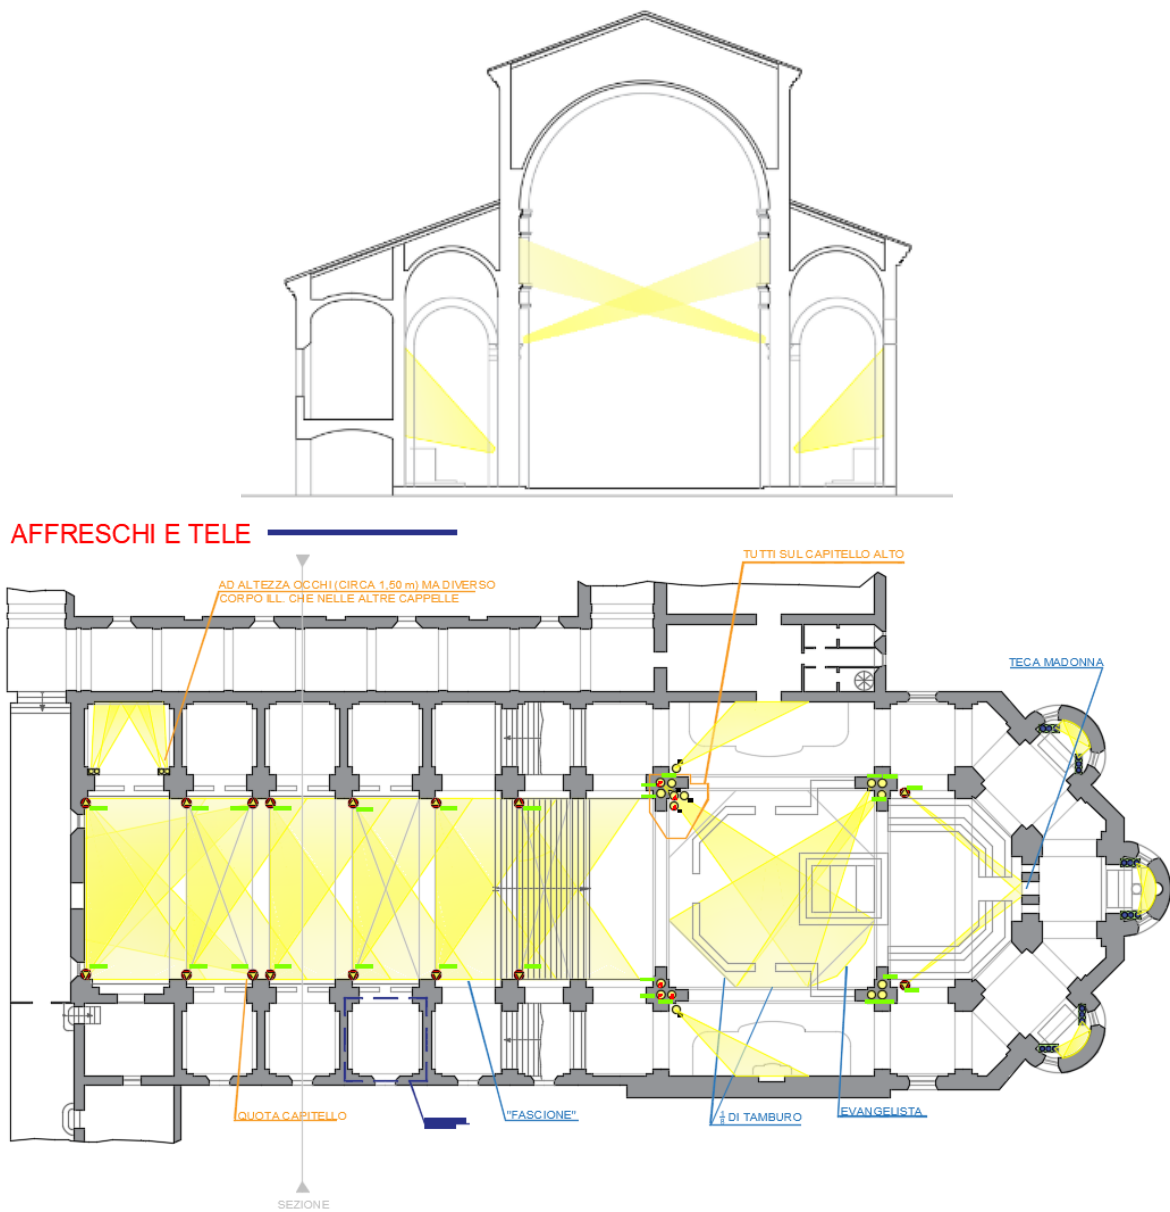 AFFRESCHI E TELE
TUTTI SUL CAPITELLO ALTO
AD ALTEZZA OCCHI (CIRCA 1,50 m) MA DIVERSO
CORPO ILL. CHE NELLE ALTRE CAPPELLE
TECA MADONNA
QUOTA CAPITELLO
"FASCIONE"
DI TAMBURO
EVANGELISTA
SEZIONE